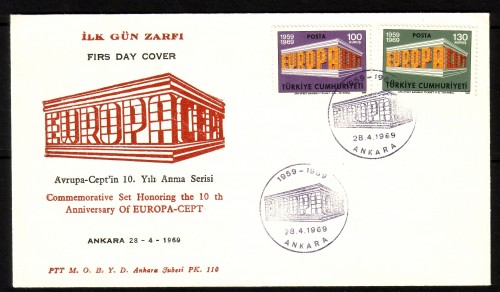 İLK GÜN ZARFI
FIRST DAY COVER
EUROPA CEPT
Avrupa-Cept'in 10. Yılı Anma Serisi
Commemorative Set Honoring the 10 th
Anniversary Of EUROPA-CEPT
ANKARA 28 - 4 - 1969
PTT M. O. B. Y. D. Ankara Şubesi PK. 110
1959
1969
POSTA
100
KURUŞ
EUROPA CEPT
TÜRKİYE CUMHURİYETİ
1959
1969
POSTA
130
KURUŞ
EUROPA CEPT
TÜRKİYE CUMHURİYETİ
1959-1969
EUROPA
28.4.1969
ANKARA
1959-1969
EUROPA
28.4.1969
ANKARA